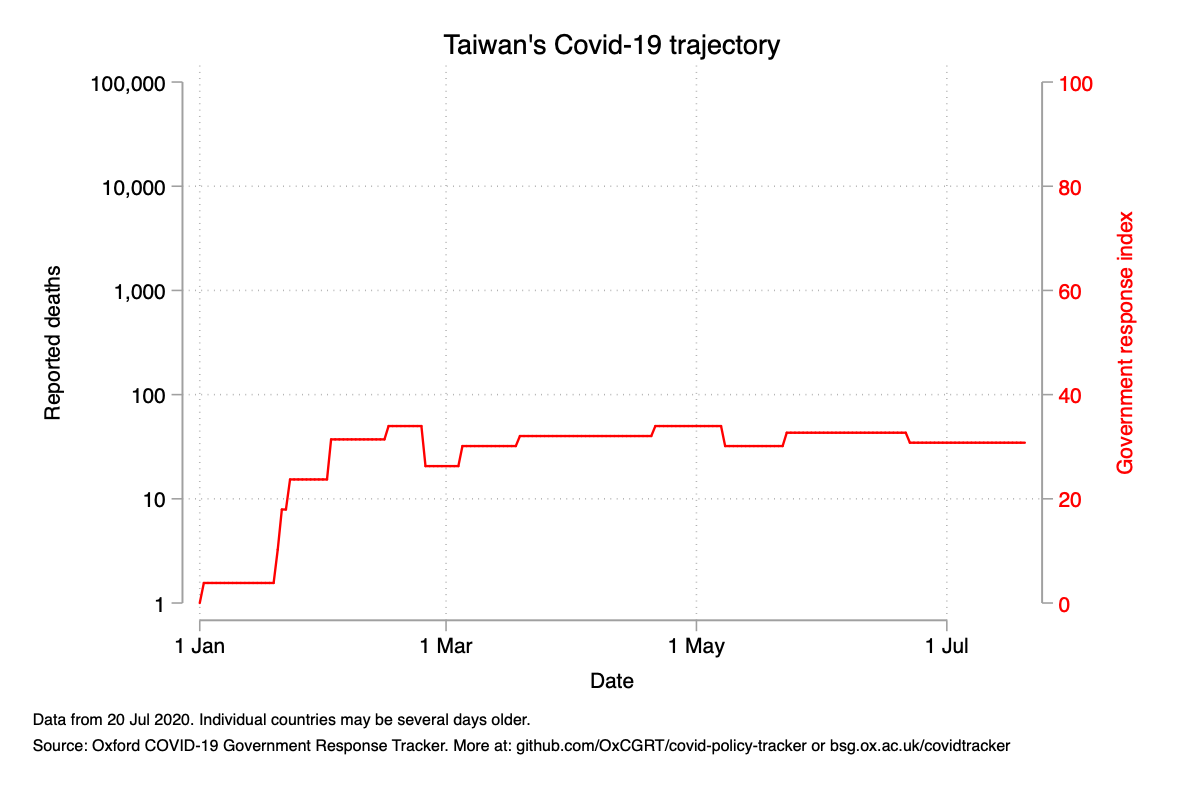 Taiwan's Covid-19 trajectory
100,000
10,000
1,000
100
10
1
Reported deaths
100
80
60
40
20
0
Government response index
1 Jan
1 Mar
1 May
1 Jul
Date
Data from 20 Jul 2020. Individual countries may be several days older.
Source: Oxford COVID-19 Government Response Tracker. More at: github.com/OxCGRT/covid-policy-tracker or bsg.ox.ac.uk/covidtracker